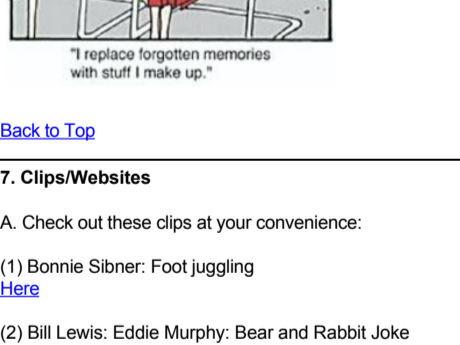 "I replace forgotten memories
with stuff I make up."
Back to Top
7. Clips/Websites
A. Check out these clips at your convenience:
(1) Bonnie Sibner: Foot juggling
Here
(2) Bill Lewis: Eddie Murphy: Bear and Rabbit Joke